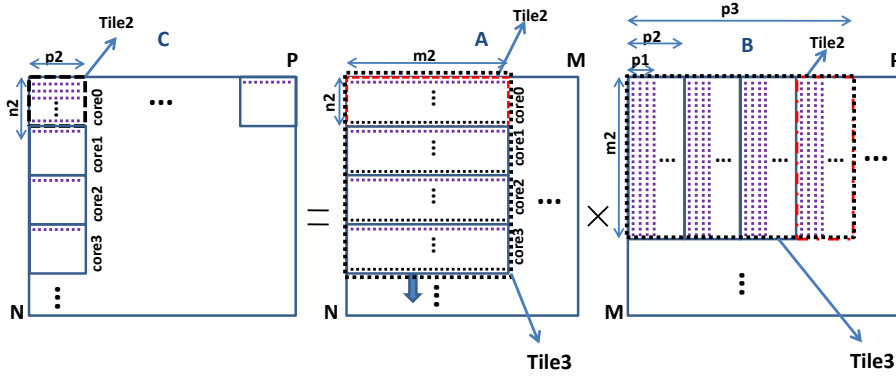 Tile2
C
p2
P
n2
core0
...
core1
core2
core3
N
=
Tile2
A
m2
M
n2
core0
core1
core2
core3
...
N
Tile3
×
p3
p2
B
Tile2
p1
P
m2
...
M
Tile3